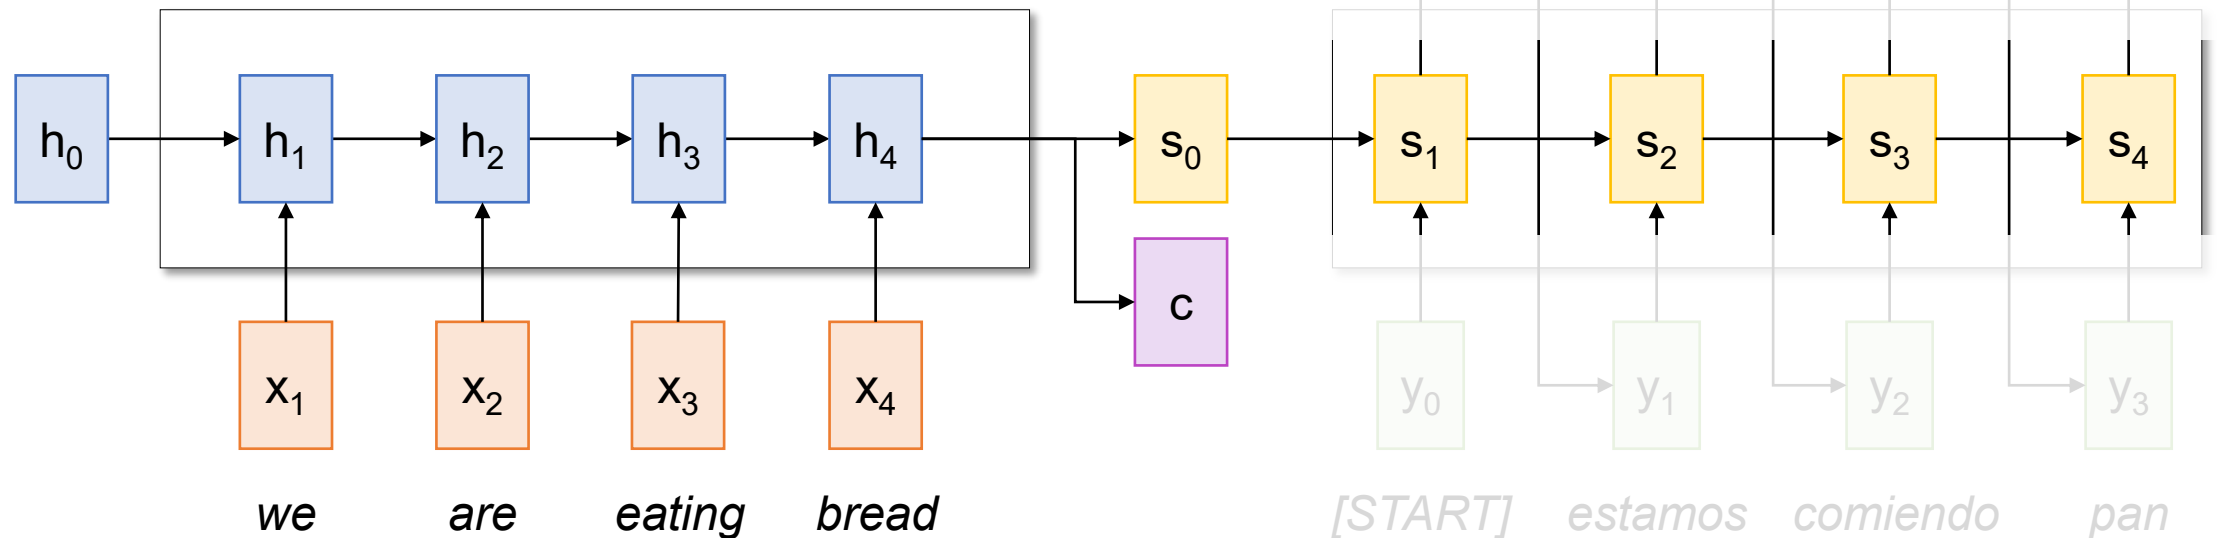 h₀ h₁ h₂ h₃ h₄ s₀ s₁ s₂ s₃ s₄
c
x₁ x₂ x₃ x₄ y₀ y₁ y₂ y₃
we are eating bread [START] estamos comiendo pan